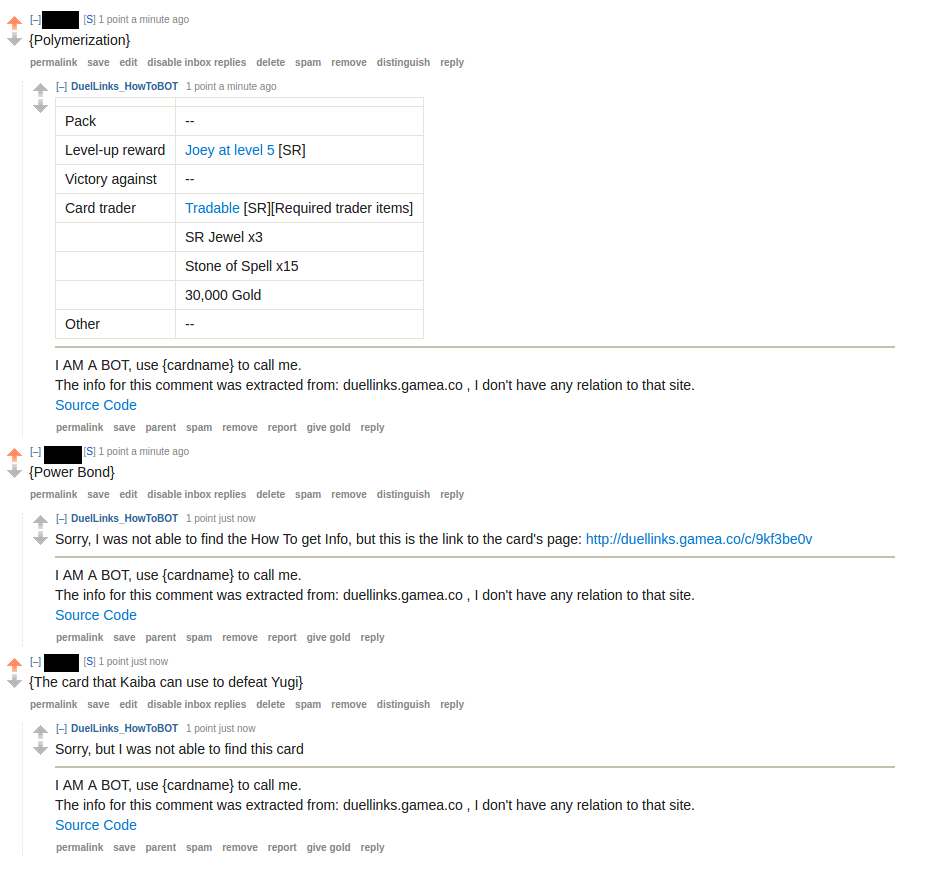 [–] [S] 1 point a minute ago
{Polymerization}
permalink save edit disable inbox replies delete spam remove distinguish reply
[–] DuelLinks_HowToBOT 1 point a minute ago
Pack --
Level-up reward Joey at level 5 [SR]
Victory against --
Card trader Tradable [SR][Required trader items]
SR Jewel x3
Stone of Spell x15
30,000 Gold
Other --
I AM A BOT, use {cardname} to call me.
The info for this comment was extracted from: duellinks.gamea.co , I don't have any relation to that site.
Source Code
permalink save parent spam remove report give gold reply
[–] [S] 1 point a minute ago
{Power Bond}
permalink save edit disable inbox replies delete spam remove distinguish reply
[–] DuelLinks_HowToBOT 1 point just now
Sorry, I was not able to find the How To get Info, but this is the link to the card's page: http://duellinks.gamea.co/c/9kf3be0v
I AM A BOT, use {cardname} to call me.
The info for this comment was extracted from: duellinks.gamea.co , I don't have any relation to that site.
Source Code
permalink save parent spam remove report give gold reply
[–] [S] 1 point just now
{The card that Kaiba can use to defeat Yugi}
permalink save edit disable inbox replies delete spam remove distinguish reply
[–] DuelLinks_HowToBOT 1 point just now
Sorry, but I was not able to find this card
I AM A BOT, use {cardname} to call me.
The info for this comment was extracted from: duellinks.gamea.co , I don't have any relation to that site.
Source Code
permalink save parent spam remove report give gold reply